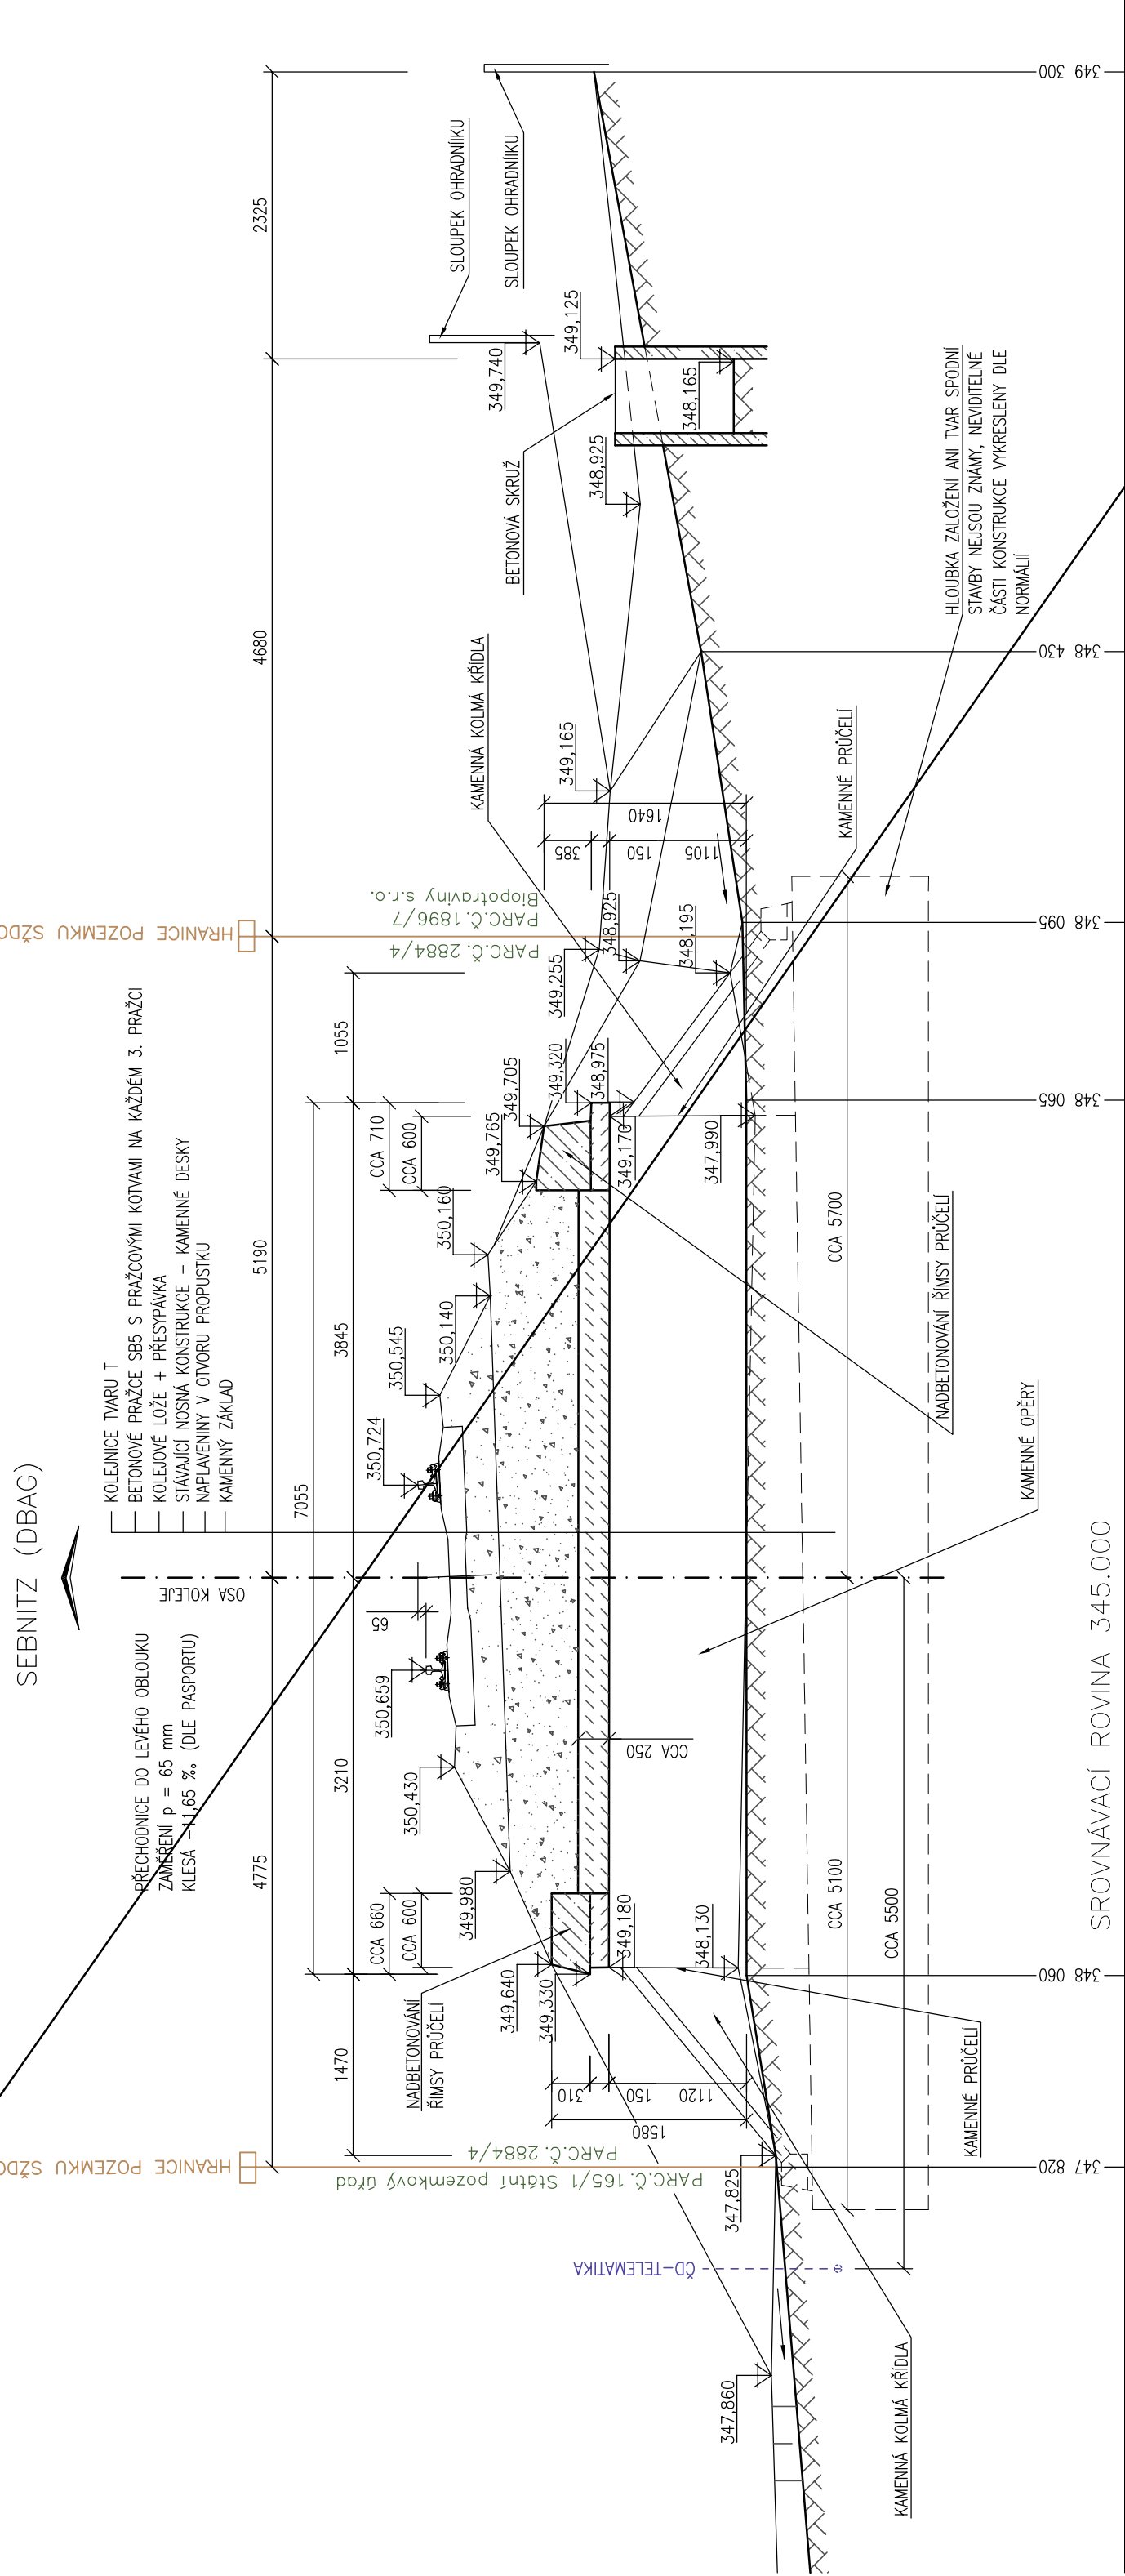 SEBNITZ (DBAG)
KOLEJNICE TVARU T
BETONOVÉ PRAŽCE SB5 S PRAŽCOVÝMI KOTVAMI NA KAŽDÉM 3. PRAŽCI
KOLEJOVÉ LOŽE + PŘESYPÁVKA
STÁVAJÍCÍ NOSNÁ KONSTRUKCE – KAMENNÉ DESKY
NAPLAVENINY V OTVORU PROPUSTKU
KAMENNÝ ZÁKLAD
PŘECHODNICE DO LEVÉHO OBLOUKU
ZAMĚŘENÍ p = 65 mm
KLESÁ –11,65 ‰ (DLE PASPORTU)
OSA KOLEJE
HRANICE POZEMKU SŽDC
HRANICE POZEMKU SŽDC
4775
5190
4680
2325
7055
1470
3210
3845
1055
CCA 660
CCA 600
CCA 710
CCA 600
PARC.Č. 165/1 Státní pozemkový úřad
PARC.Č. 2884/4
PARC.Č. 2884/4
PARC.Č. 1896/7
Biopotraviny s.r.o.
NADBETONOVÁNÍ
ŘÍMSY PRŮČELÍ
349,640
349,330
349,980
350,430
350,659
65
350,724
350,545
350,140
350,160
349,765
349,705
349,320
348,975
349,255
348,925
349,165
348,925
349,740
349,125
348,165
348,195
349,170
347,990
349,180
348,130
347,825
347,860
310
150
1120
1580
385
150
1105
1640
CCA 250
SLOUPEK OHRADNÍIKU
SLOUPEK OHRADNÍIKU
BETONOVÁ SKRUŽ
KAMENNÁ KOLMÁ KŘÍDLA
KAMENNÉ PRŮČELÍ
HLOUBKA ZALOŽENÍ ANI TVAR SPODNÍ
STAVBY NEJSOU ZNÁMY, NEVIDITELNÉ
ČÁSTI KONSTRUKCE VYKRESLENY DLE
NORMÁLIÍ
NADBETONOVÁNÍ ŘÍMSY PRŮČELÍ
KAMENNÉ OPĚRY
KAMENNÉ PRŮČELÍ
KAMENNÁ KOLMÁ KŘÍDLA
ČD-TELEMATIKA
CCA 5100
CCA 5700
CCA 5500
347 820
348 060
348 065
348 095
348 430
349 300
SROVNÁVACÍ ROVINA 345.000